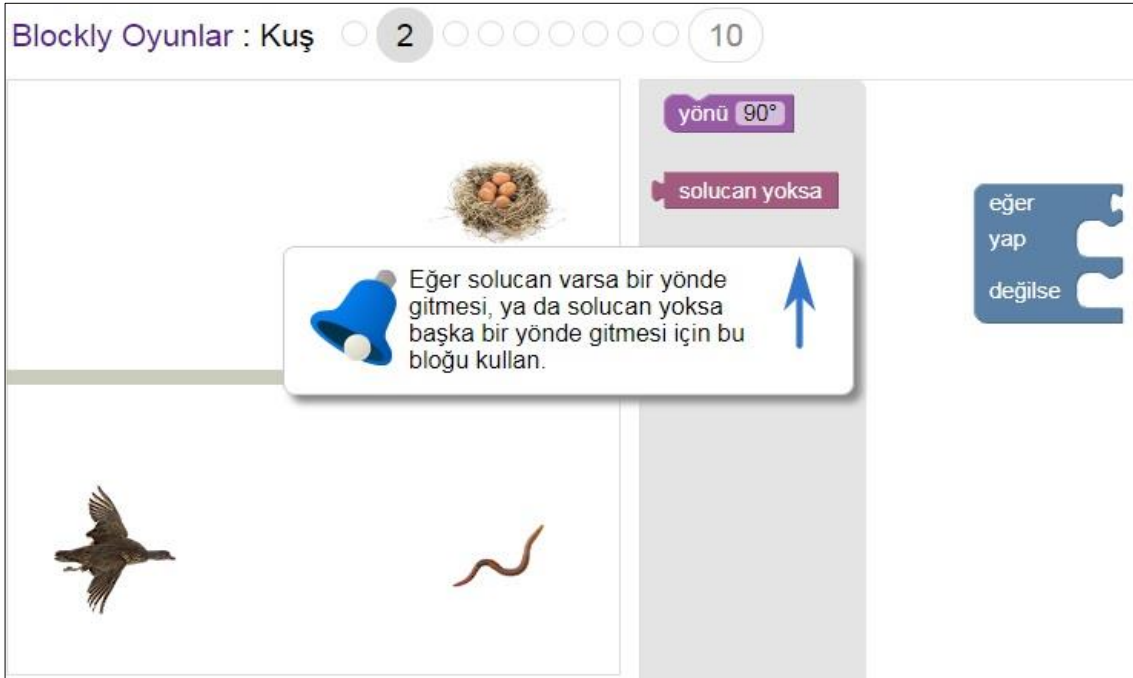 Blockly Oyunlar : Kuş 2 10
yönü 90°
solucan yoksa
eğer
yap
değilse
Eğer solucan varsa bir yönde
gitmesi, ya da solucan yoksa
başka bir yönde gitmesi için bu
bloğu kullan.